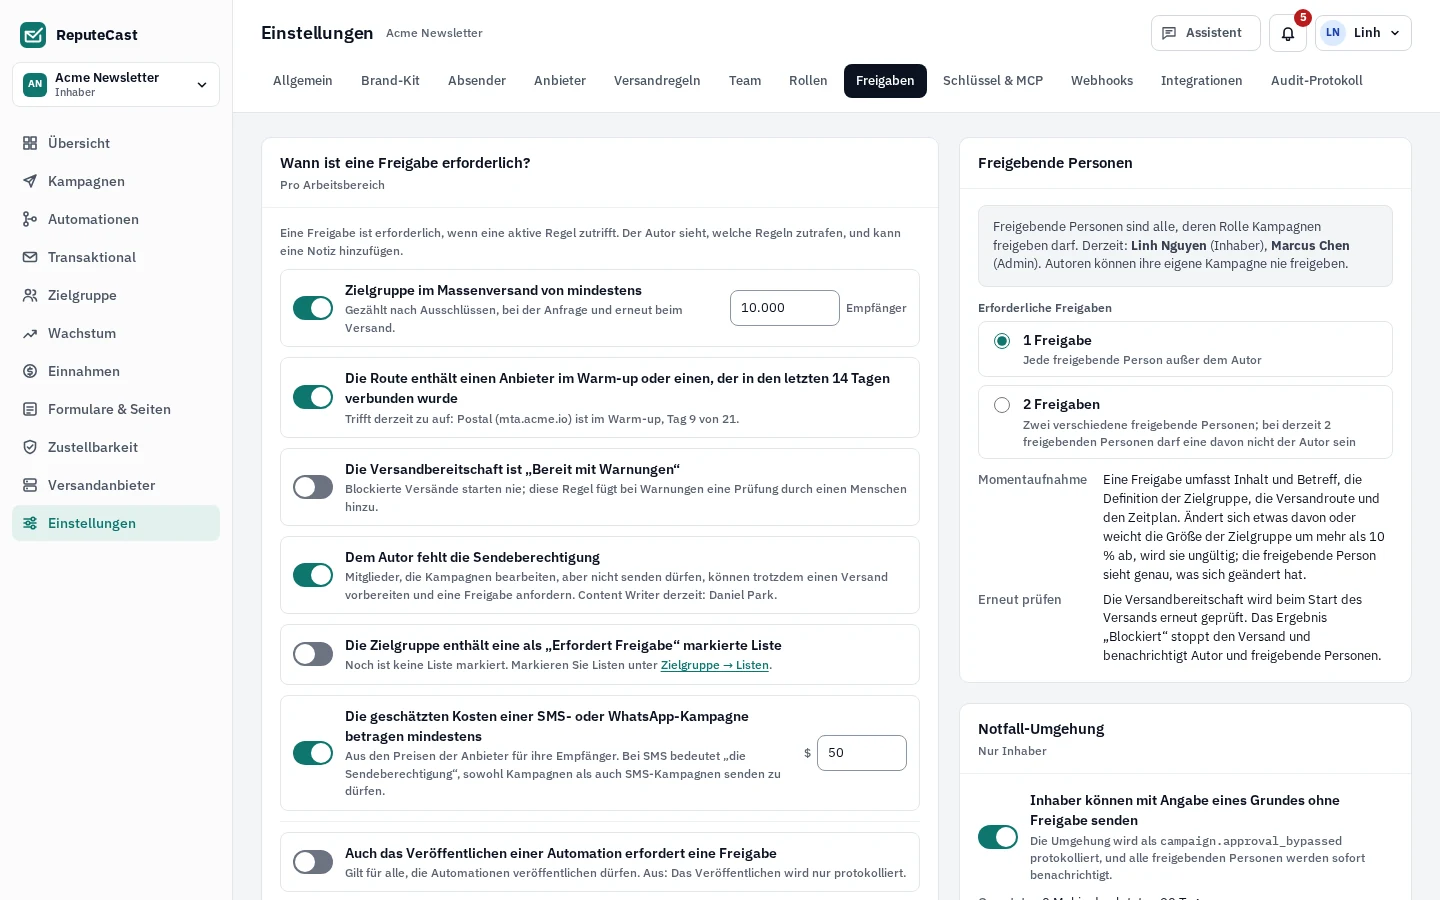 ReputeCast
AN
Acme Newsletter
Inhaber
Übersicht
Kampagnen
Automationen
Transaktional
Zielgruppe
Wachstum
Einnahmen
Formulare & Seiten
Zustellbarkeit
Versandanbieter
Einstellungen
Einstellungen
Acme Newsletter
Assistent
5
LN
Linh
Allgemein
Brand-Kit
Absender
Anbieter
Versandregeln
Team
Rollen
Freigaben
Schlüssel & MCP
Webhooks
Integrationen
Audit-Protokoll
Wann ist eine Freigabe erforderlich?
Pro Arbeitsbereich
Eine Freigabe ist erforderlich, wenn eine aktive Regel zutrifft. Der Autor sieht, welche Regeln zutrafen, und kann
eine Notiz hinzufügen.
Zielgruppe im Massenversand von mindestens
Gezählt nach Ausschlüssen, bei der Anfrage und erneut beim
Versand.
10.000
Empfänger
Die Route enthält einen Anbieter im Warm-up oder einen, der in den letzten 14 Tagen
verbunden wurde
Trifft derzeit zu auf: Postal (mta.acme.io) ist im Warm-up, Tag 9 von 21.
Die Versandbereitschaft ist „Bereit mit Warnungen“
Blockierte Versände starten nie; diese Regel fügt bei Warnungen eine Prüfung durch einen Menschen
hinzu.
Dem Autor fehlt die Sendeberechtigung
Mitglieder, die Kampagnen bearbeiten, aber nicht senden dürfen, können trotzdem einen Versand
vorbereiten und eine Freigabe anfordern. Content Writer derzeit: Daniel Park.
Die Zielgruppe enthält eine als „Erfordert Freigabe“ markierte Liste
Noch ist keine Liste markiert. Markieren Sie Listen unter Zielgruppe → Listen.
Die geschätzten Kosten einer SMS- oder WhatsApp-Kampagne
betragen mindestens
Aus den Preisen der Anbieter für ihre Empfänger. Bei SMS bedeutet „die
Sendeberechtigung“, sowohl Kampagnen als auch SMS-Kampagnen senden zu
dürfen.
$
50
Auch das Veröffentlichen einer Automation erfordert eine Freigabe
Gilt für alle, die Automationen veröffentlichen dürfen. Aus: Das Veröffentlichen wird nur protokolliert.
Freigebende Personen
Freigebende Personen sind alle, deren Rolle Kampagnen
freigeben darf. Derzeit: Linh Nguyen (Inhaber), Marcus Chen
(Admin). Autoren können ihre eigene Kampagne nie freigeben.
Erforderliche Freigaben
1 Freigabe
Jede freigebende Person außer dem Autor
2 Freigaben
Zwei verschiedene freigebende Personen; bei derzeit 2
freigebenden Personen darf eine davon nicht der Autor sein
Momentaufnahme
Eine Freigabe umfasst Inhalt und Betreff, die
Definition der Zielgruppe, die Versandroute und
den Zeitplan. Ändert sich etwas davon oder
weicht die Größe der Zielgruppe um mehr als 10
% ab, wird sie ungültig; die freigebende Person
sieht genau, was sich geändert hat.
Erneut prüfen
Die Versandbereitschaft wird beim Start des
Versands erneut geprüft. Das Ergebnis
„Blockiert“ stoppt den Versand und
benachrichtigt Autor und freigebende Personen.
Notfall-Umgehung
Nur Inhaber
Inhaber können mit Angabe eines Grundes ohne
Freigabe senden
Die Umgehung wird als campaign.approval_bypassed
protokolliert, und alle freigebenden Personen werden sofort
benachrichtigt.